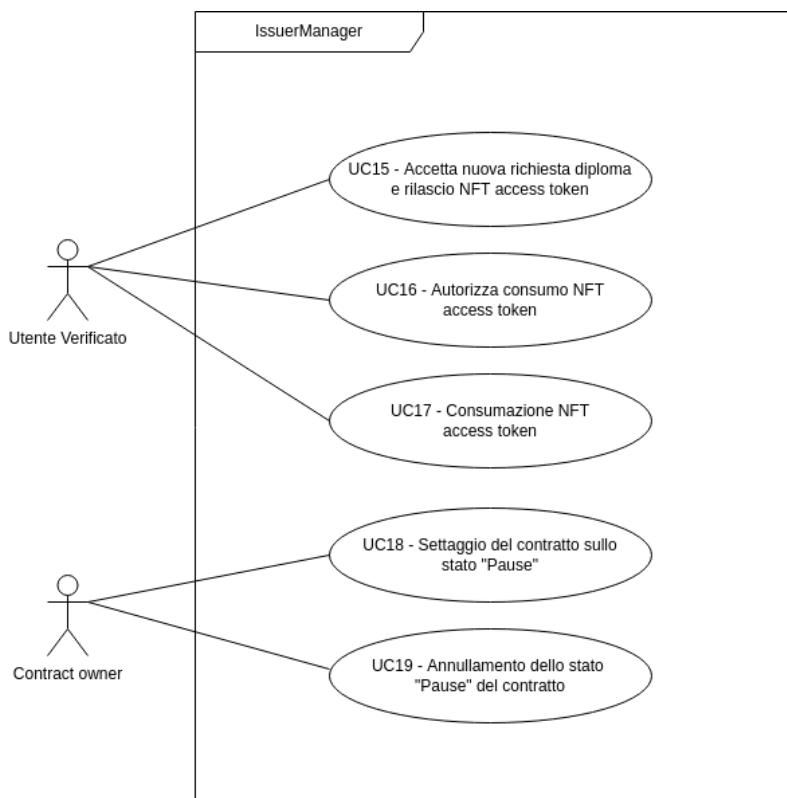 IssuerManager
UC15 - Accetta nuova richiesta diploma
e rilascio NFT access token
UC16 - Autorizza consumo NFT
access token
Utente Verificato
UC17 - Consumazione NFT
access token
UC18 - Settaggio del contratto sullo
stato "Pause"
Contract owner
UC19 - Annullamento dello stato
"Pause" del contratto